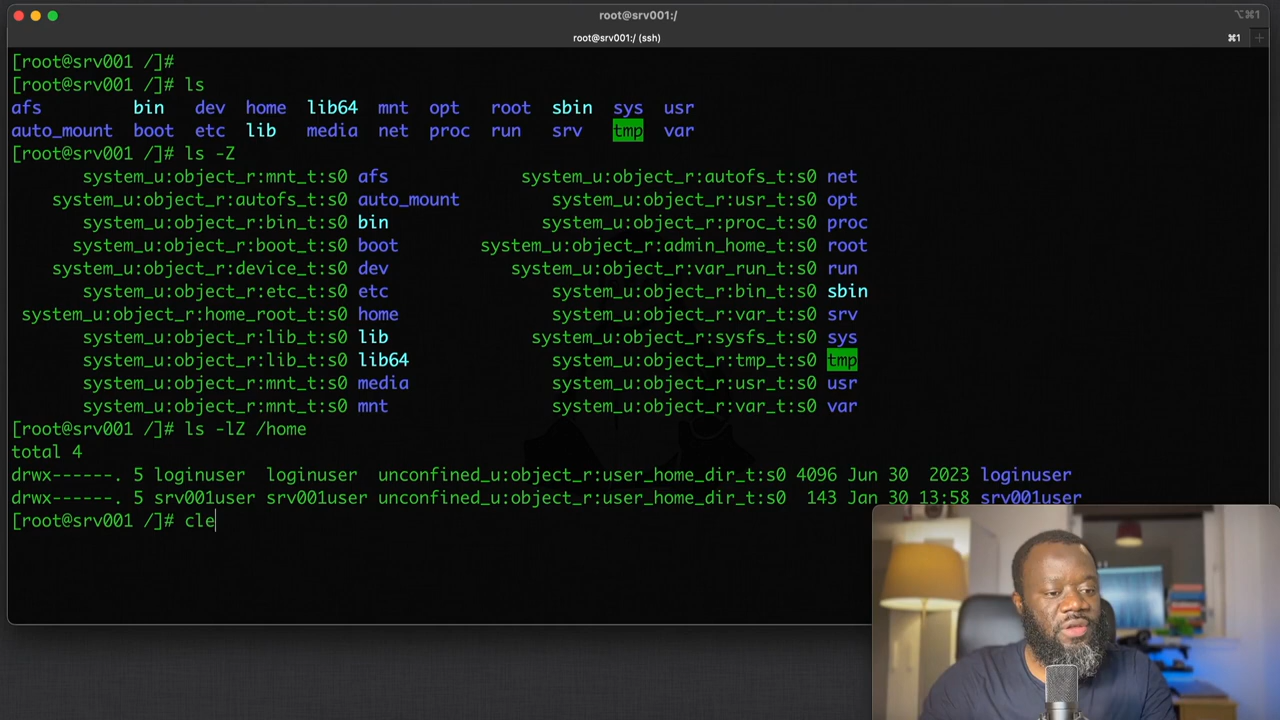 root@srv001:/
⌥⌘1
root@srv001:/ (ssh)
⌘1
+
[root@srv001 /]#
[root@srv001 /]# ls
afs bin dev home lib64 mnt opt root sbin sys usr
auto_mount boot etc lib media net proc run srv tmp var
[root@srv001 /]# ls -Z
system_u:object_r:mnt_t:s0 afs system_u:object_r:autofs_t:s0 net
system_u:object_r:autofs_t:s0 auto_mount system_u:object_r:usr_t:s0 opt
system_u:object_r:bin_t:s0 bin system_u:object_r:proc_t:s0 proc
system_u:object_r:boot_t:s0 boot system_u:object_r:admin_home_t:s0 root
system_u:object_r:device_t:s0 dev system_u:object_r:var_run_t:s0 run
system_u:object_r:etc_t:s0 etc system_u:object_r:bin_t:s0 sbin
system_u:object_r:home_root_t:s0 home system_u:object_r:var_t:s0 srv
system_u:object_r:lib_t:s0 lib system_u:object_r:sysfs_t:s0 sys
system_u:object_r:lib_t:s0 lib64 system_u:object_r:tmp_t:s0 tmp
system_u:object_r:mnt_t:s0 media system_u:object_r:usr_t:s0 usr
system_u:object_r:mnt_t:s0 mnt system_u:object_r:var_t:s0 var
[root@srv001 /]# ls -lZ /home
total 4
drwx------. 5 loginuser loginuser unconfined_u:object_r:user_home_dir_t:s0 4096 Jun 30 2023 loginuser
drwx------. 5 srv001user srv001user unconfined_u:object_r:user_home_dir_t:s0 143 Jan 30 13:58 srv001user
[root@srv001 /]# cle